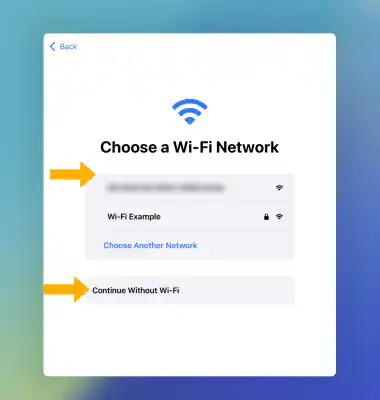 Back
Choose a Wi-Fi Network
Wi-Fi Example
Choose Another Network
Continue Without Wi-Fi